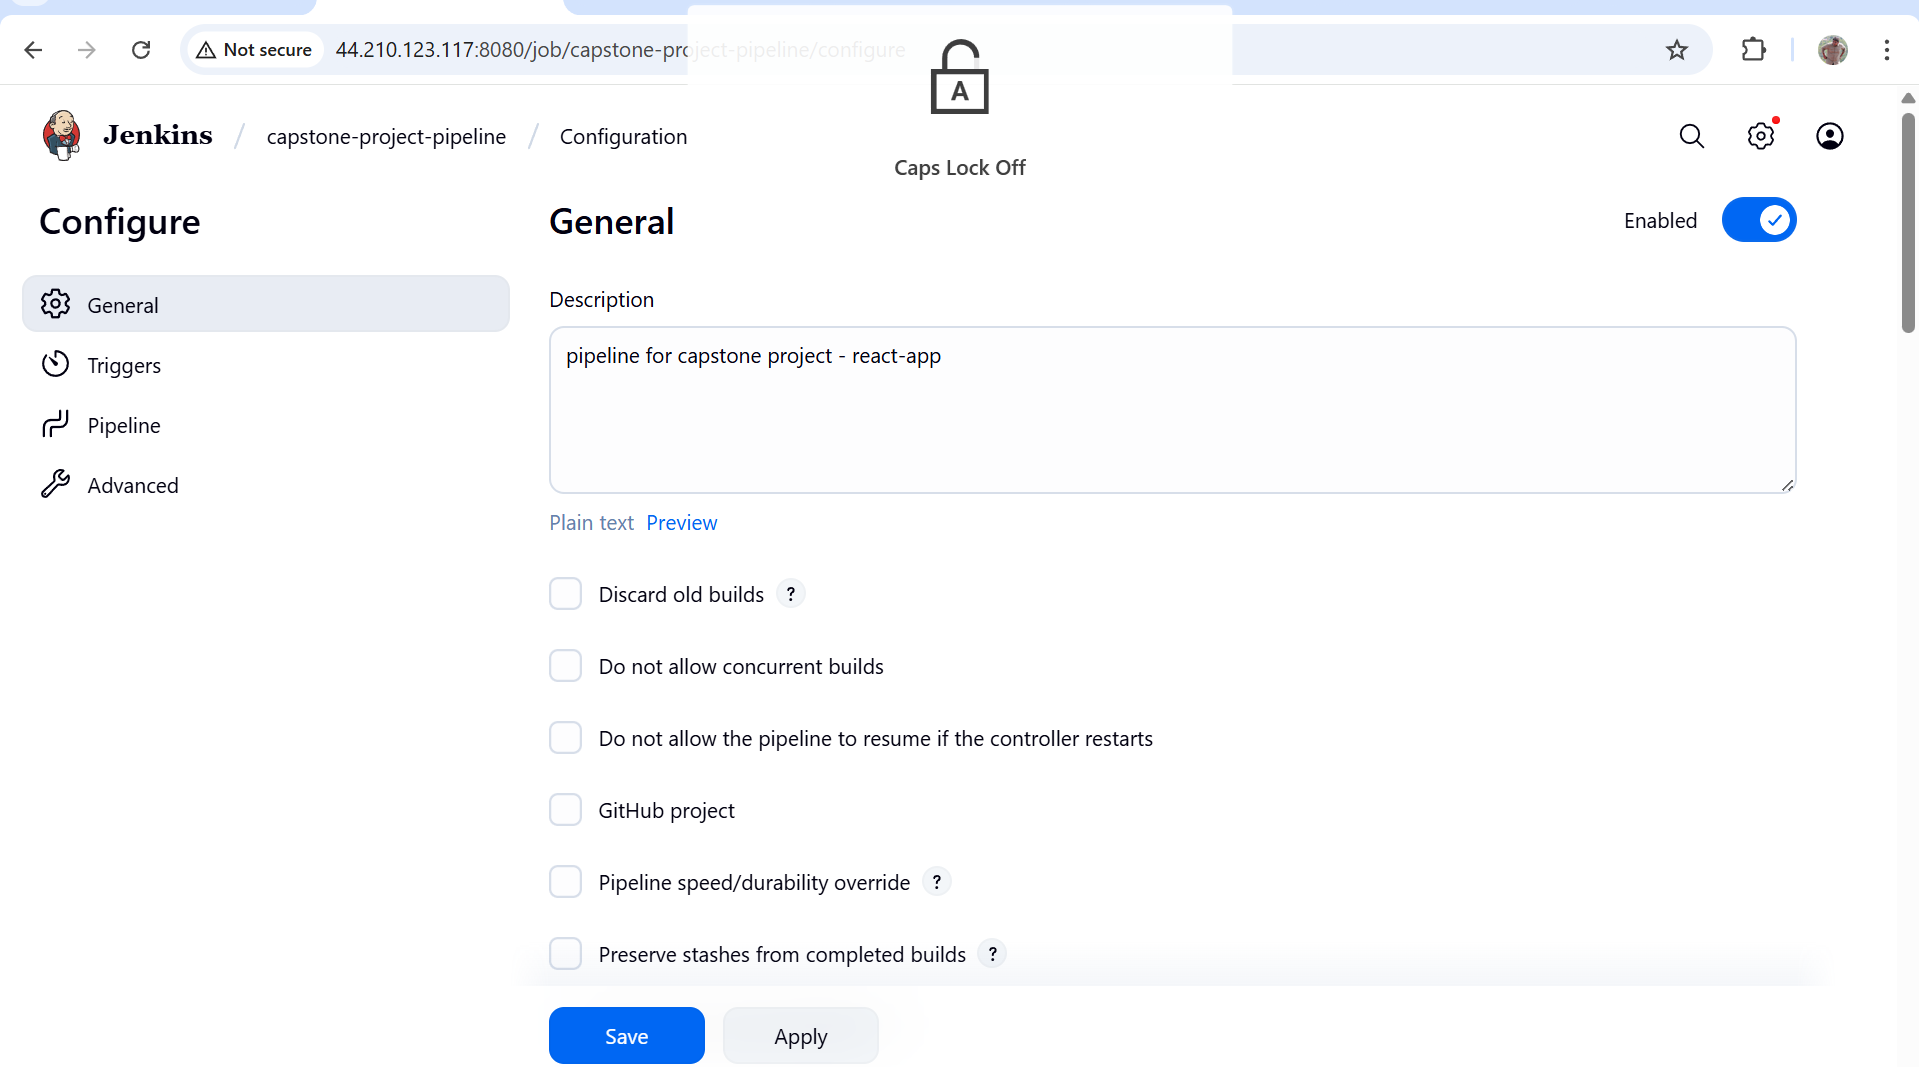 Not secure 44.210.123.117:8080/job/capstone-project-pipeline/configure
A
Jenkins / capstone-project-pipeline / Configuration
Caps Lock Off
Configure
General
Triggers
Pipeline
Advanced
General
Enabled
Description
pipeline for capstone project - react-app
Plain text Preview
Discard old builds ?
Do not allow concurrent builds
Do not allow the pipeline to resume if the controller restarts
GitHub project
Pipeline speed/durability override ?
Preserve stashes from completed builds ?
Save Apply